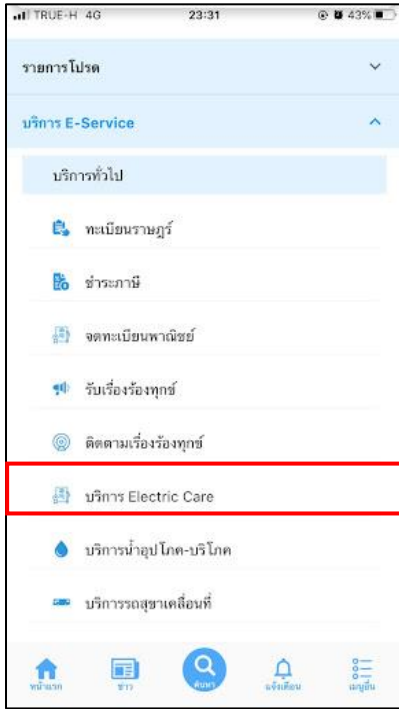 TRUE-H 4G 23:31 43%
รายการโปรด
บริการ E-Service
บริการทั่วไป
ทะเบียนราษฎร์
ชำระภาษี
จดทะเบียนพาณิชย์
รับเรื่องร้องทุกข์
ติดตามเรื่องร้องทุกข์
บริการ Electric Care
บริการน้ำอุปโภค-บริโภค
บริการรถสุขาเคลื่อนที่
หน้าแรก ข่าว ค้นหา แจ้งเตือน เมนูอื่น